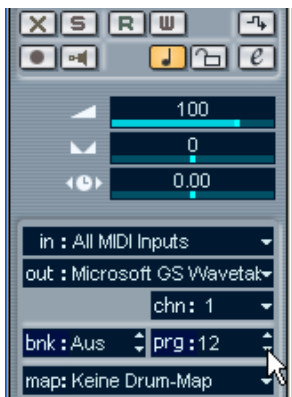 X S R W
e
100
0
0.00
in : All MIDI Inputs
out : Microsoft GS Waveta
chn: 1
bnk : Aus prg : 12
map: Keine Drum-Map